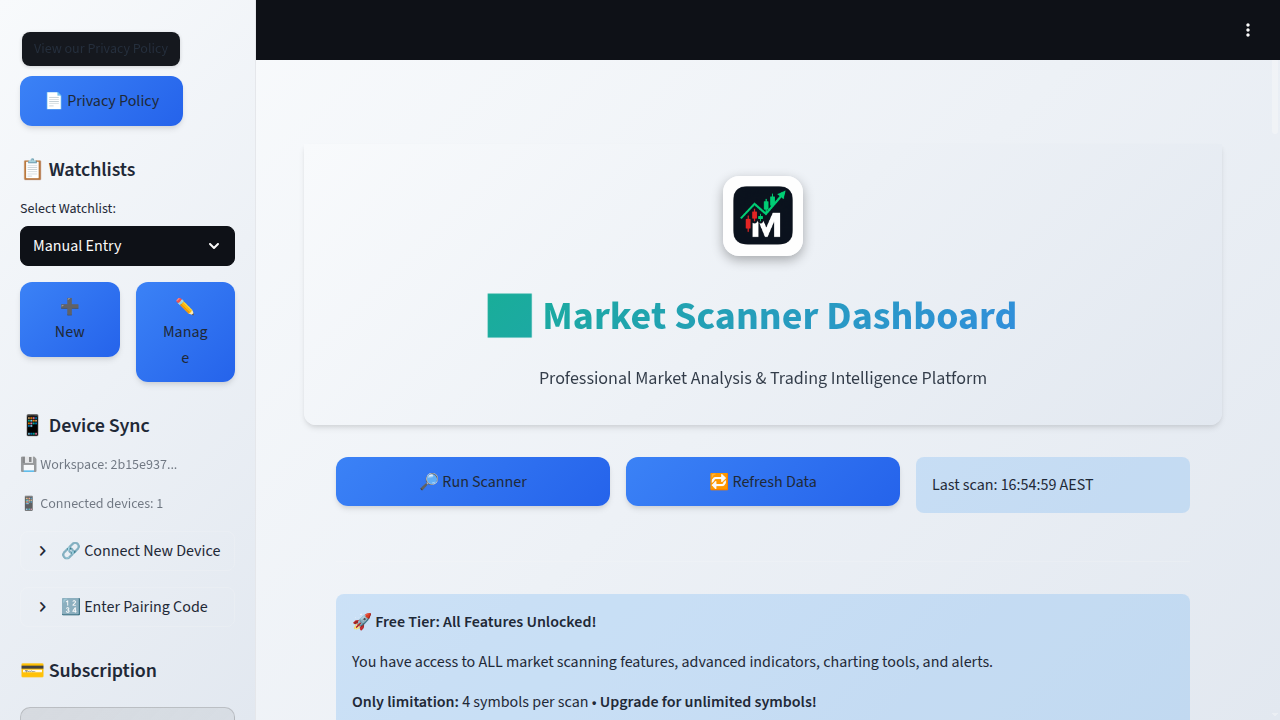 View our Privacy Policy
📄 Privacy Policy
📋 Watchlists
Select Watchlist:
Manual Entry
➕
New
✏️
Manag
e
📱 Device Sync
💾 Workspace: 2b15e937...
📱 Connected devices: 1
🔗 Connect New Device
🔢 Enter Pairing Code
💳 Subscription
M
Market Scanner Dashboard
Professional Market Analysis & Trading Intelligence Platform
🔎 Run Scanner
🔁 Refresh Data
Last scan: 16:54:59 AEST
🚀 Free Tier: All Features Unlocked!
You have access to ALL market scanning features, advanced indicators, charting tools, and alerts.
Only limitation: 4 symbols per scan • Upgrade for unlimited symbols!